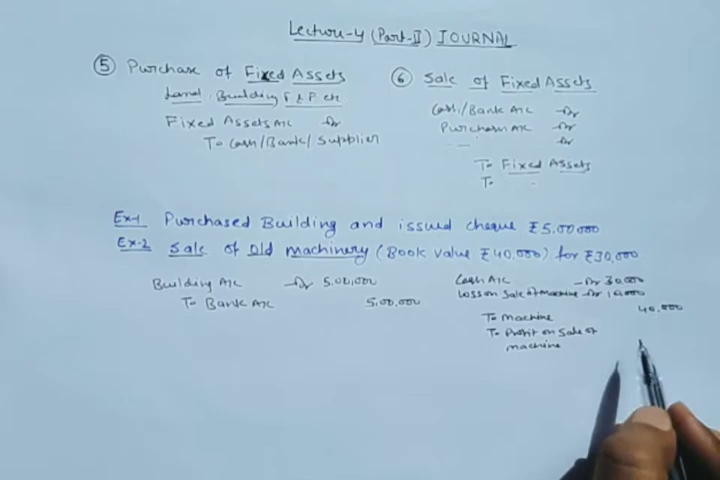 Lecture-4 (Part-II) JOURNAL
⑤ Purchase of Fixed Assets
Land, Building F & F etc
Fixed Assets A/c Dr
To Cash/Bank/Supplier
⑥ Sale of Fixed Assets
Cash/Bank A/c Dr
Purchaser A/c Dr
Dr
To Fixed Assets
To
Ex-1 Purchased Building and issued cheque ₹5,00,000
Ex-2 Sale of Old machinery (Book value ₹40,000) for ₹30,000
Building A/c Dr 5,00,000
To Bank A/c 5,00,000
Cash A/c Dr 30,000
Loss on Sale of Machine Dr 10,000
To Machine 40,000
To Profit on Sale of
machine